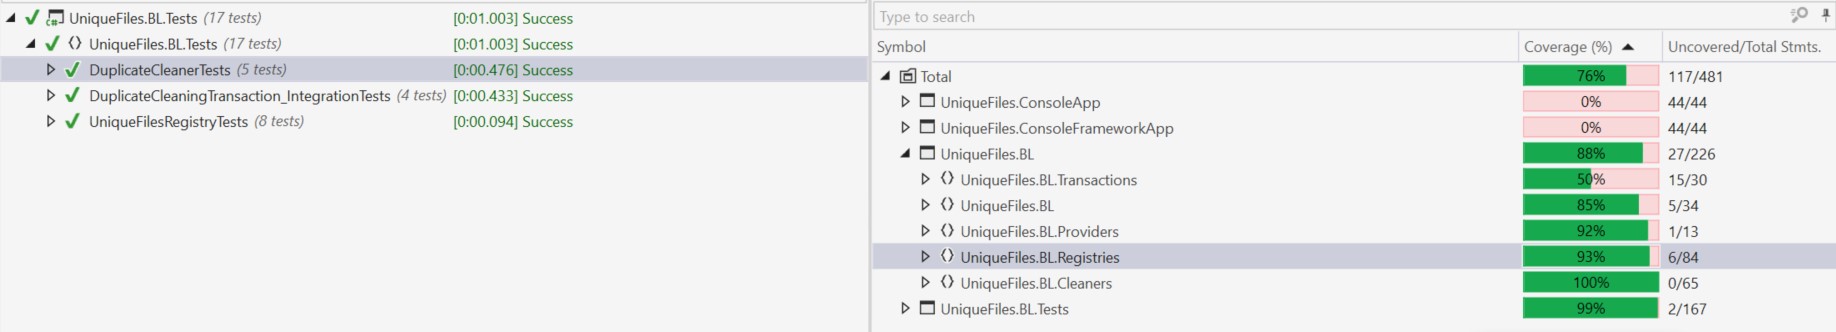 UniqueFiles.BL.Tests (17 tests) [0:01.003] Success
UniqueFiles.BL.Tests (17 tests) [0:01.003] Success
DuplicateCleanerTests (5 tests) [0:00.476] Success
DuplicateCleaningTransaction_IntegrationTests (4 tests) [0:00.433] Success
UniqueFilesRegistryTests (8 tests) [0:00.094] Success
Type to search
Symbol Coverage (%) Uncovered/Total Stmts.
Total 76% 117/481
UniqueFiles.ConsoleApp 0% 44/44
UniqueFiles.ConsoleFrameworkApp 0% 44/44
UniqueFiles.BL 88% 27/226
UniqueFiles.BL.Transactions 50% 15/30
UniqueFiles.BL 85% 5/34
UniqueFiles.BL.Providers 92% 1/13
UniqueFiles.BL.Registries 93% 6/84
UniqueFiles.BL.Cleaners 100% 0/65
UniqueFiles.BL.Tests 99% 2/167